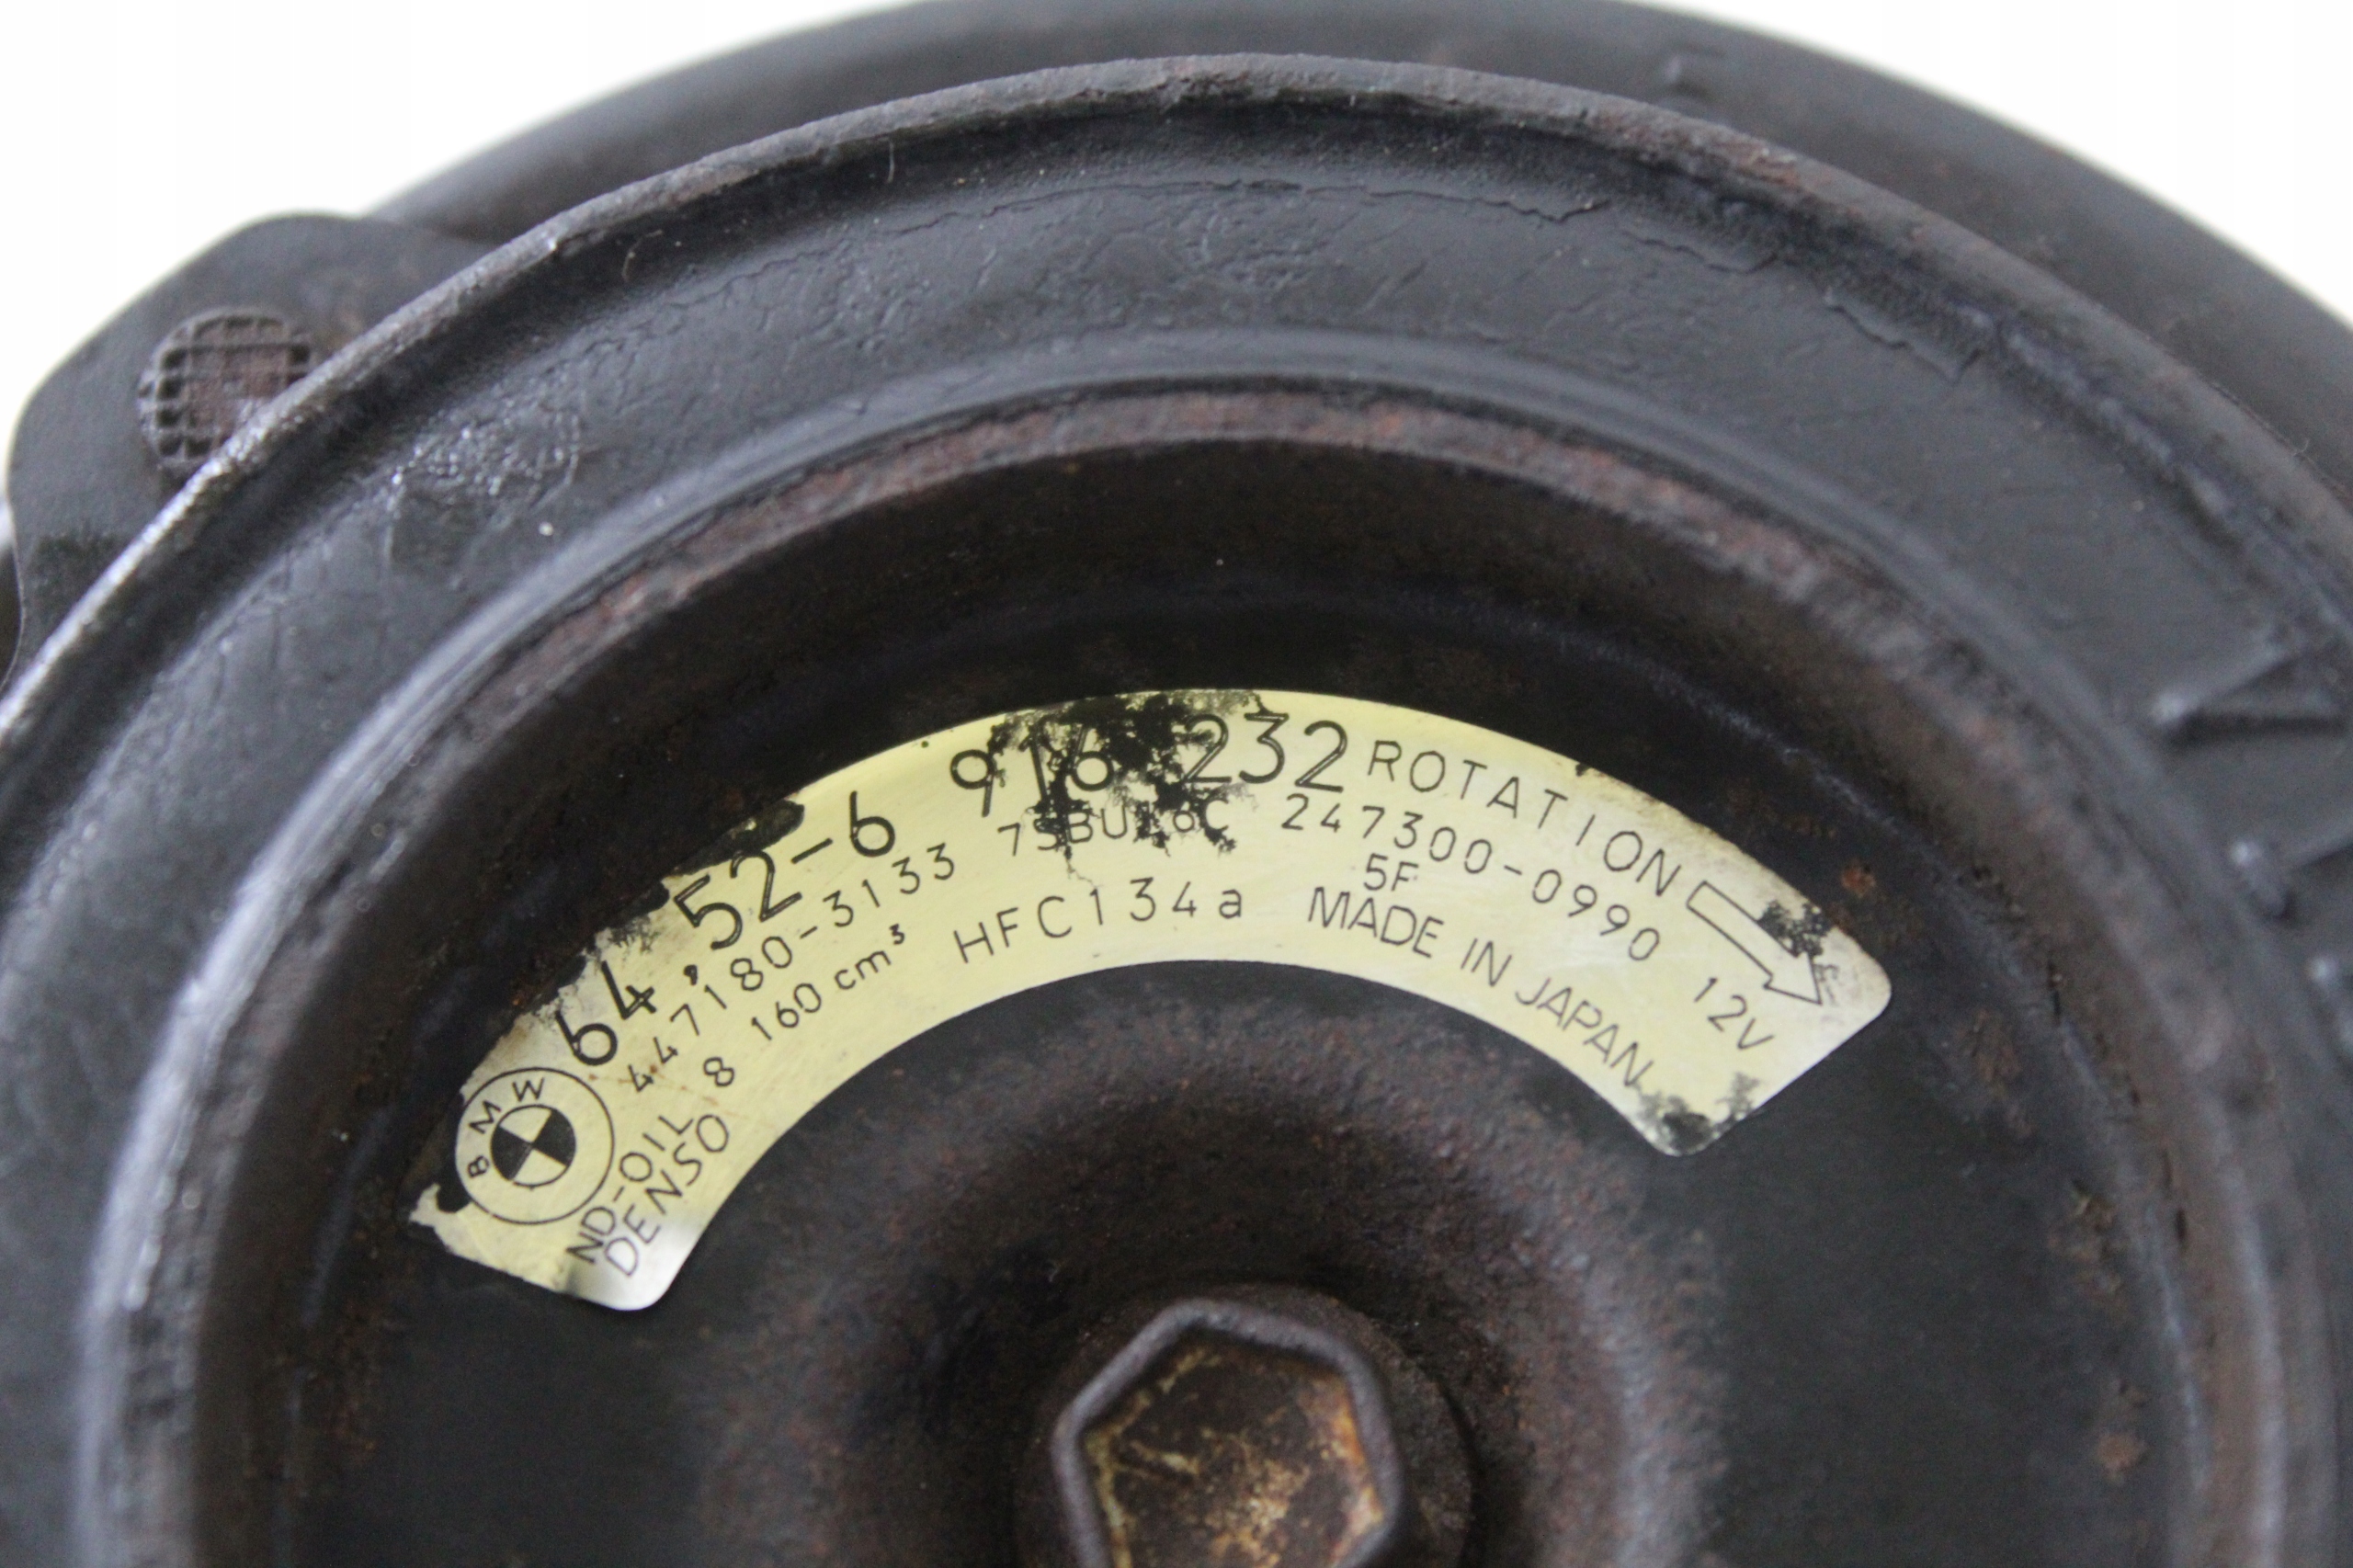 BMW
64,52-6 916 232 ROTATION
447180-3133 7SBU16C 247300-0990 12V
5F
ND-OIL 8 160 cm³ HFC134a MADE IN JAPAN
DENSO